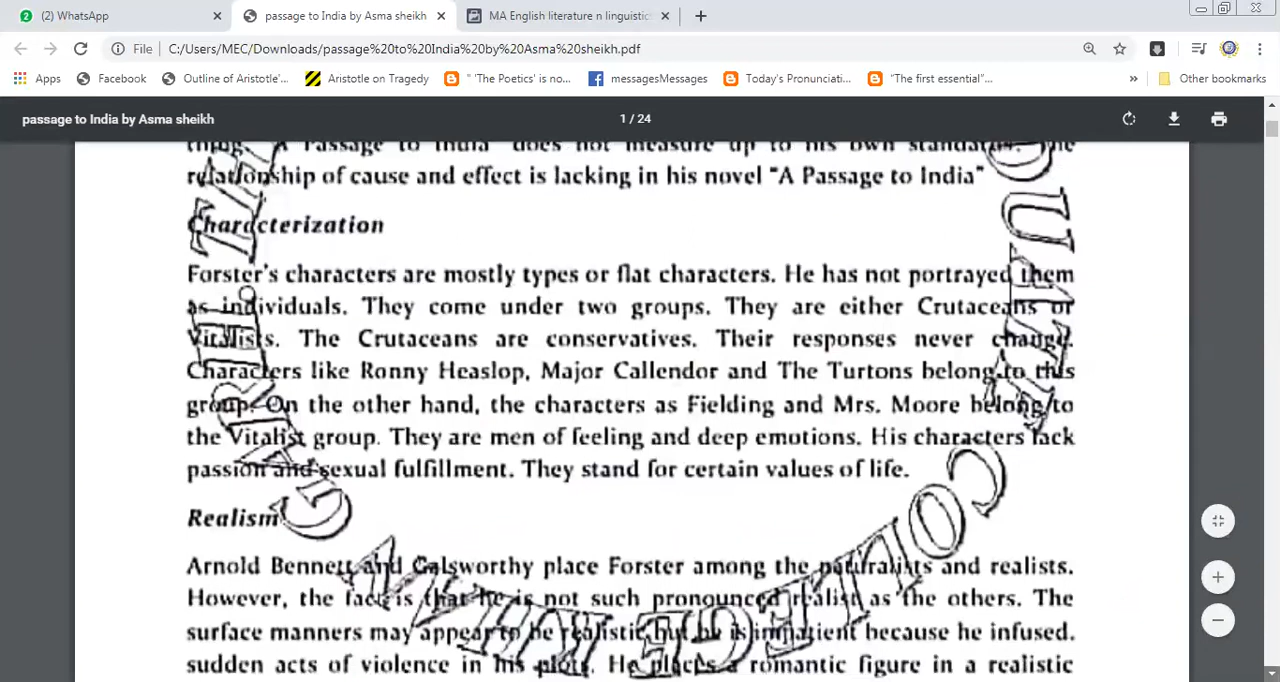 (2) WhatsApp
passage to India by Asma sheikh
MA English literature n linguistic
File
C:/Users/MEC/Downloads/passage%20to%20India%20by%20Asma%20sheikh.pdf
Apps
Facebook
Outline of Aristotle'...
Aristotle on Tragedy
" 'The Poetics' is no...
messagesMessages
Today's Pronunciati...
"The first essential"...
»
Other bookmarks
passage to India by Asma sheikh
1 / 24
thing. A Passage to India" does not measure up to his own standards. The
relationship of cause and effect is lacking in his novel "A Passage to India"
Characterization
Forster's characters are mostly types or flat characters. He has not portrayed them
as individuals. They come under two groups. They are either Crutaceans or
Vitalists. The Crutaceans are conservatives. Their responses never change.
Characters like Ronny Heaslop, Major Callendor and The Turtons belong to this
group. On the other hand, the characters as Fielding and Mrs. Moore belong to
the Vitalist group. They are men of feeling and deep emotions. His characters lack
passion and sexual fulfillment. They stand for certain values of life.
Realism
Arnold Bennett and Galsworthy place Forster among the naturalists and realists.
However, the fact is that he is not such pronounced realist as the others. The
surface manners may appear to be realistic but he is impatient because he infused.
sudden acts of violence in his plots. He places a romantic figure in a realistic
COLLEGE